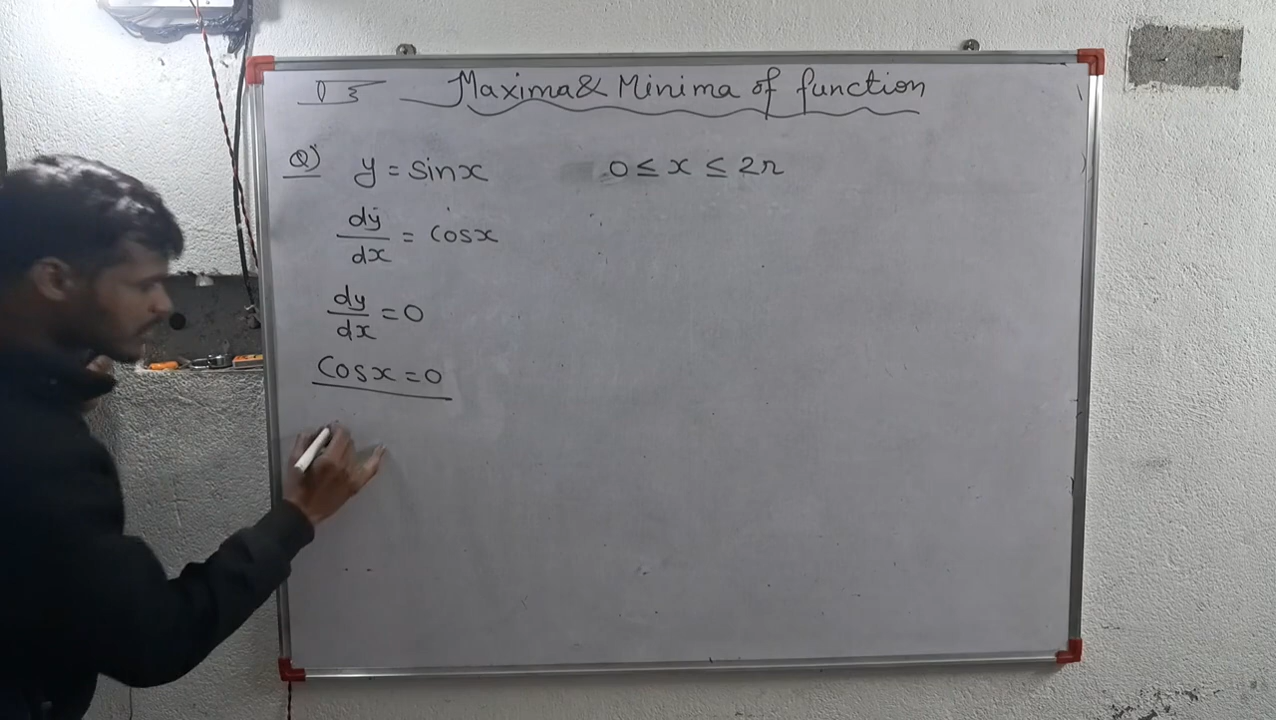 Maxima & Minima of function
Q) y = sinx 0 ≤ x ≤ 2π
dy/dx = cosx
dy/dx = 0
Cosx = 0